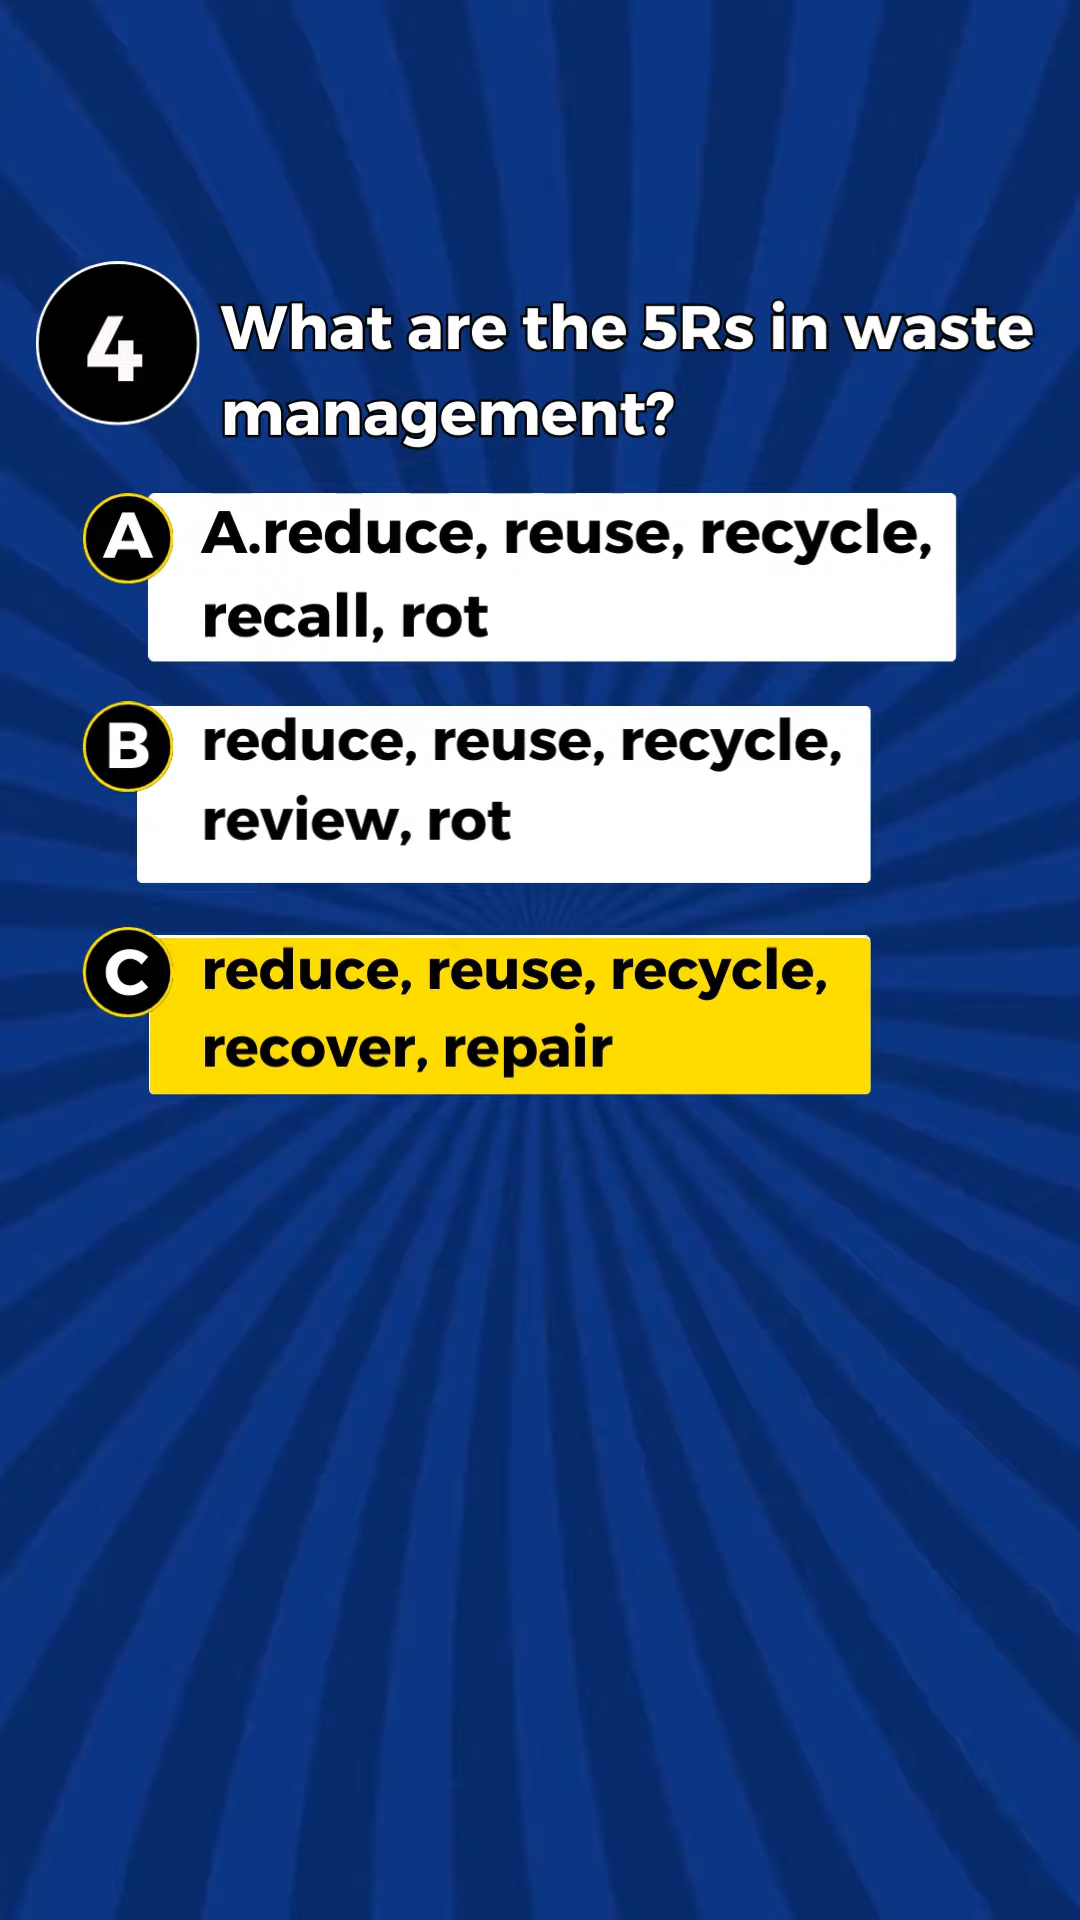 4
What are the 5Rs in waste
management?
A
A.reduce, reuse, recycle,
recall, rot
B
reduce, reuse, recycle,
review, rot
C
reduce, reuse, recycle,
recover, repair